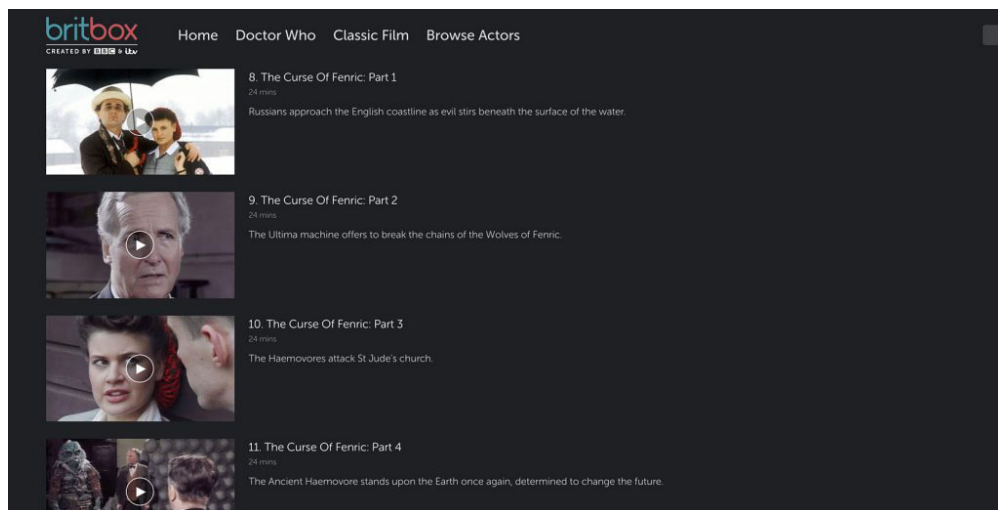 britbox
CREATED BY BBC & itv
Home Doctor Who Classic Film Browse Actors
8. The Curse Of Fenric: Part 1
24 mins
Russians approach the English coastline as evil stirs beneath the surface of the water.
9. The Curse Of Fenric: Part 2
24 mins
The Ultima machine offers to break the chains of the Wolves of Fenric.
10. The Curse Of Fenric: Part 3
24 mins
The Haemovores attack St Jude's church.
11. The Curse Of Fenric: Part 4
24 mins
The Ancient Haemovore stands upon the Earth once again, determined to change the future.